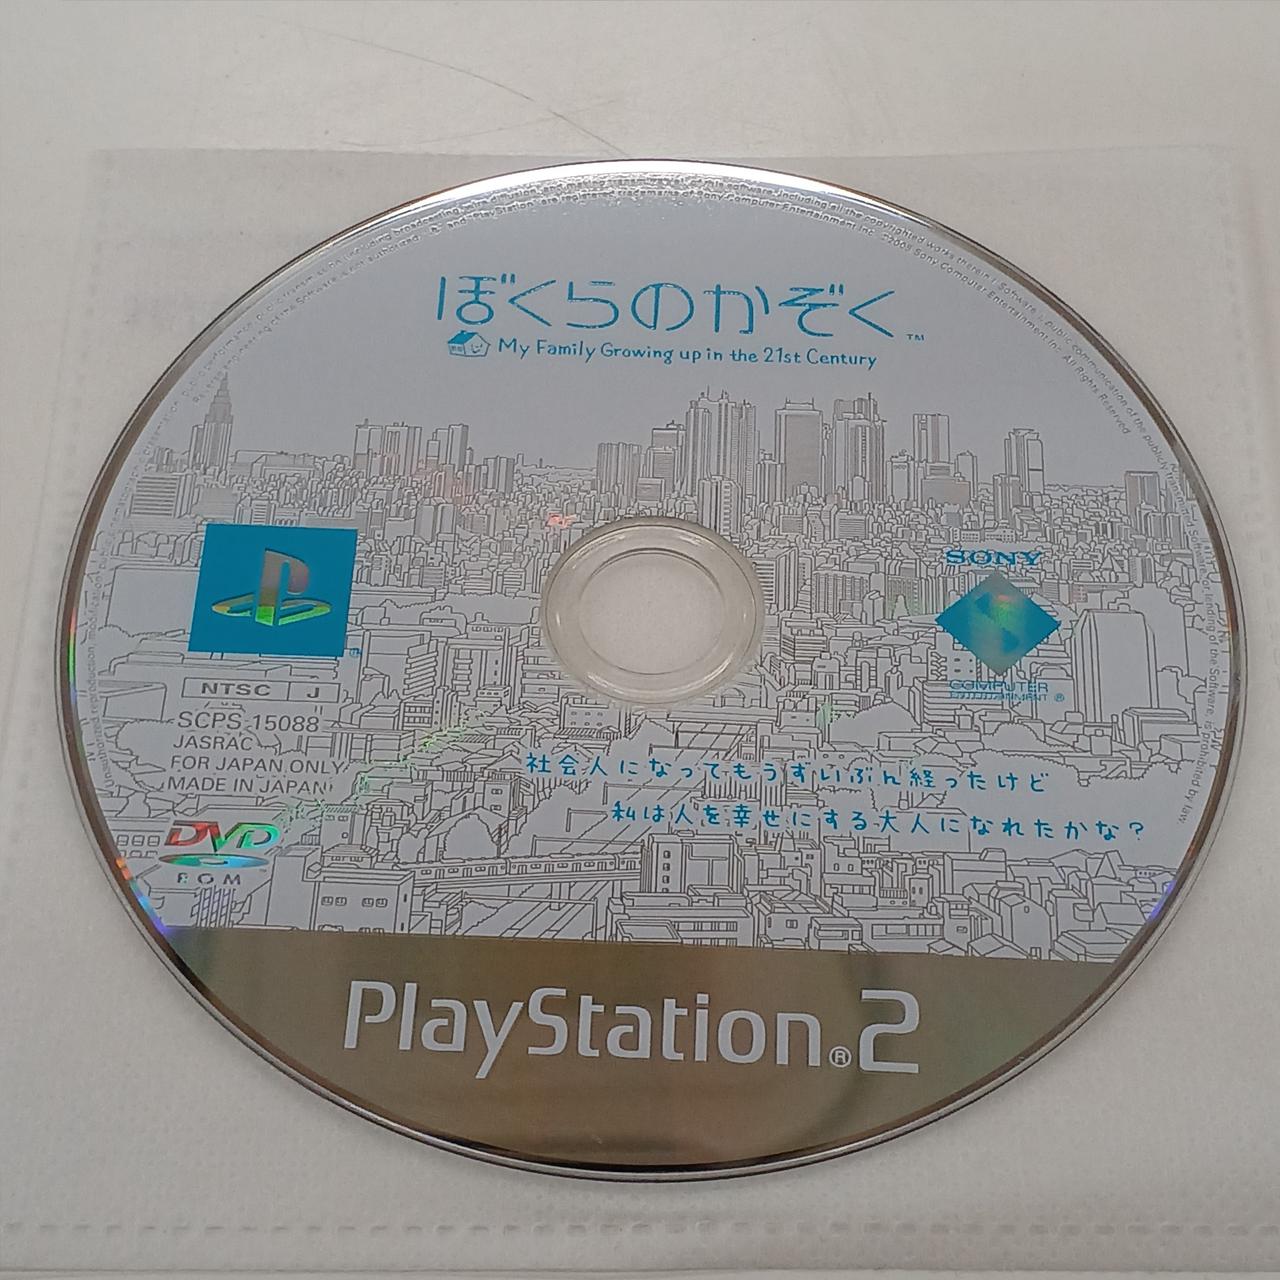 ぼくらのかぞく™
My Family Growing up in the 21st Century
SONY
COMPUTER
ENTERTAINMENT®
NTSC J
SCPS-15088
JASRAC
FOR JAPAN ONLY
MADE IN JAPAN
社会人になってもうずいぶん経ったけど
私は人を幸せにする大人になれたかな？
DVD
ROM
PlayStation®2